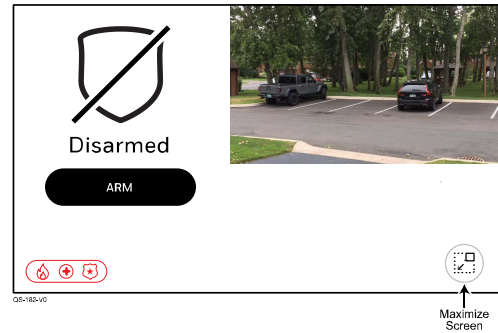 Disarmed
ARM
QS-182-V0
Maximize
Screen